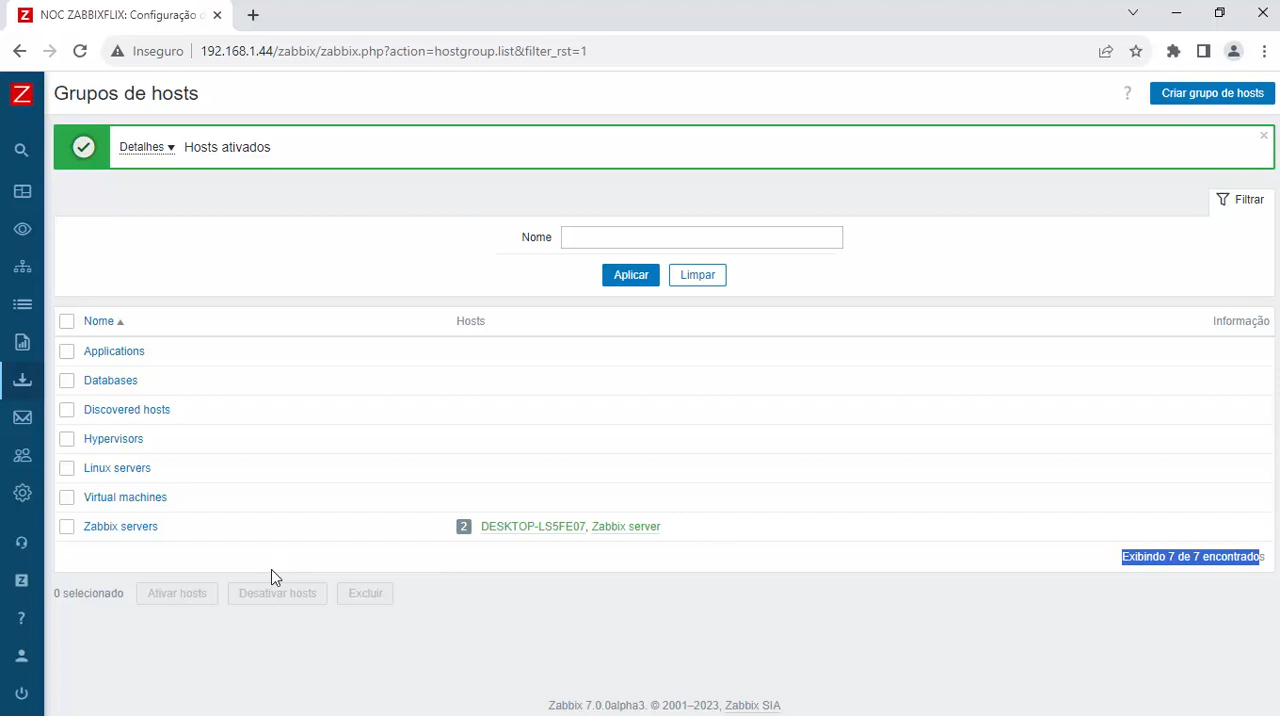 NOC ZABBIXFLIX: Configuração d
Inseguro 192.168.1.44/zabbix/zabbix.php?action=hostgroup.list&filter_rst=1
Z
Grupos de hosts
?
Criar grupo de hosts
Detalhes Hosts ativados
Filtrar
Nome
Aplicar Limpar
Nome Hosts Informação
Applications
Databases
Discovered hosts
Hypervisors
Linux servers
Virtual machines
Zabbix servers 2 DESKTOP-LS5FE07, Zabbix server
Exibindo 7 de 7 encontrados
0 selecionado Ativar hosts Desativar hosts Excluir
Z
?
Zabbix 7.0.0alpha3. © 2001–2023, Zabbix SIA